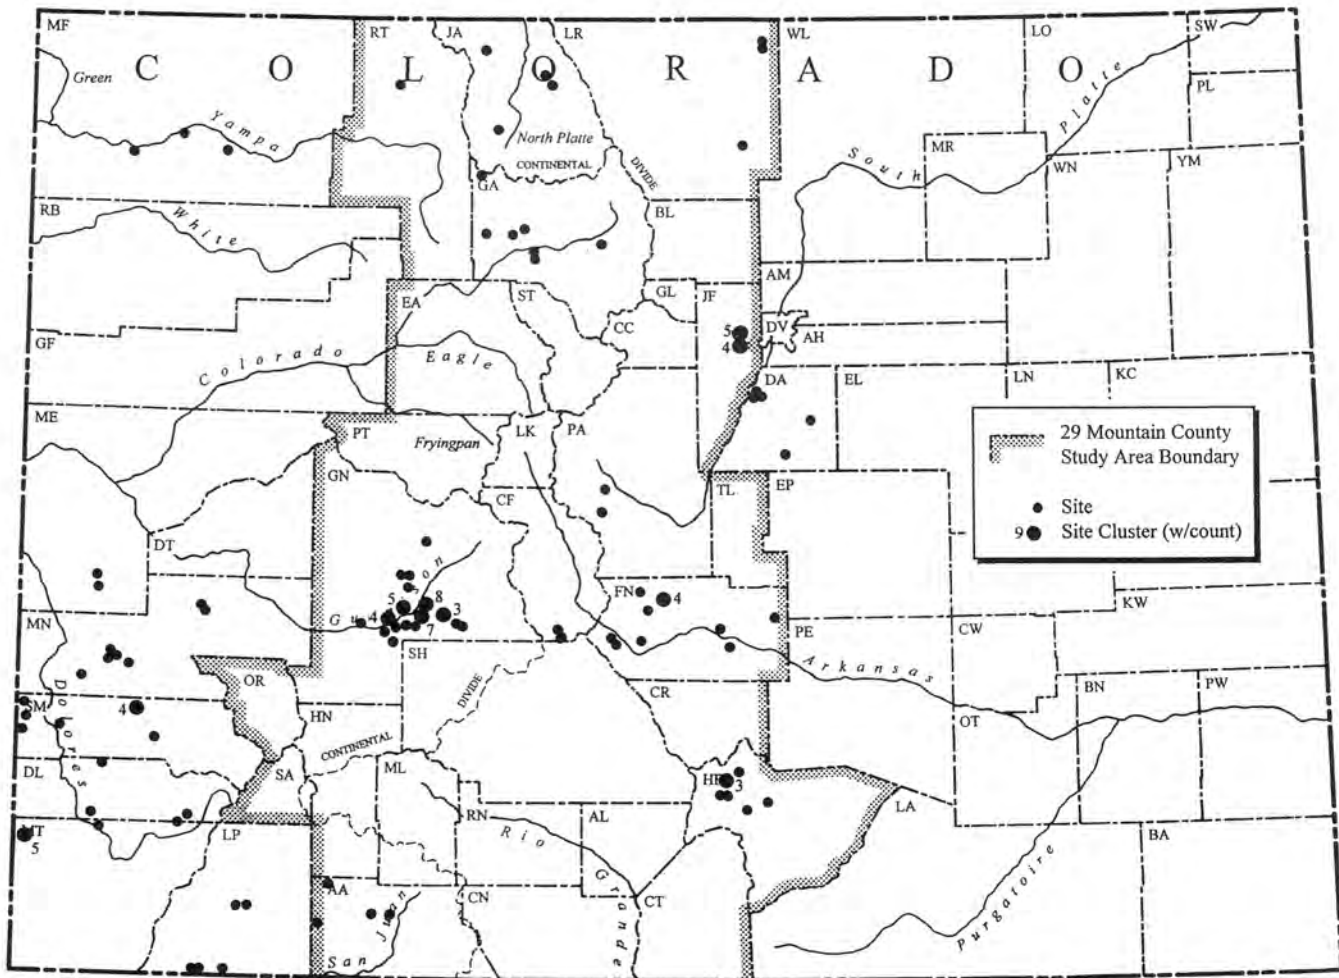 MF
RT
JA
LR
WL
LO
SW
C O L O R A D O
Green
PL
Yampa
North Platte
CONTINENTAL
DIVIDE
South Platte
MR
WN
YM
GA
RB
White
BL
AM
EA
ST
GL
JF
CC
5
4
DV
AH
GF
Colorado
Eagle
DA
EL
LN
KC
ME
PT
Fryingpan
LK
PA
29 Mountain County
Study Area Boundary
Site
9 Site Cluster (w/count)
GN
CF
TL
EP
DT
Gunnison
5
8
4
3
7
FN
4
KW
MN
SH
PE
CW
Arkansas
Dolores
OR
CR
BN
PW
SM
4
HN
DIVIDE
CONTINENTAL
OT
DL
SA
ML
HF
3
LA
RN
AL
Rio Grande
MT
5
LP
BA
AA
San Juan
CN
CT
Purgatoire